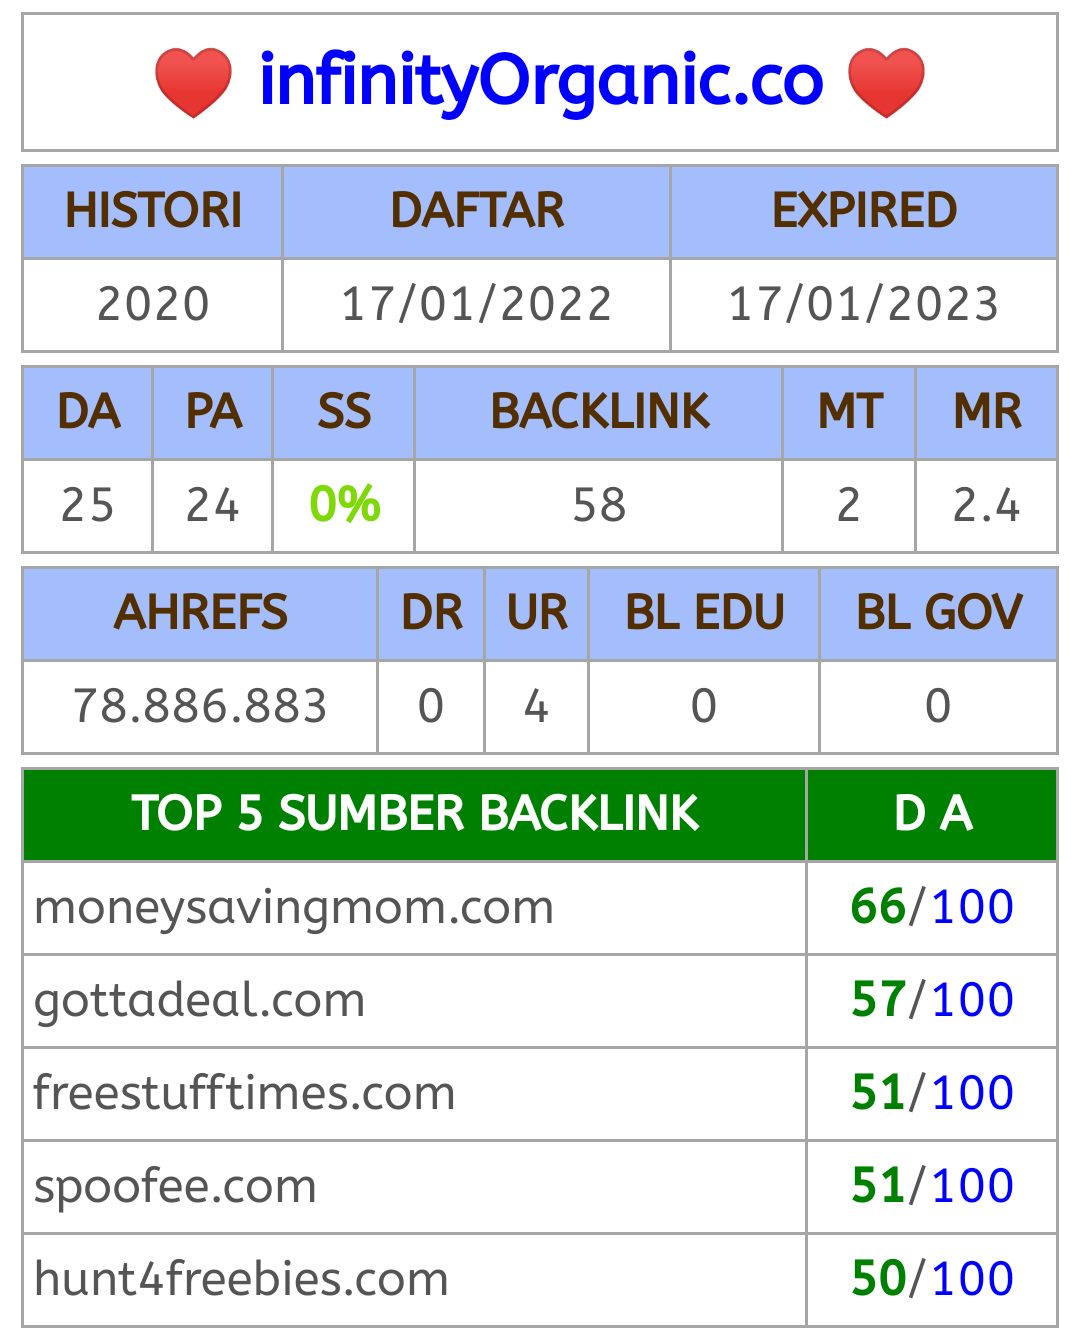 ❤️ infinityOrganic.co ❤️
HISTORI DAFTAR EXPIRED
2020 17/01/2022 17/01/2023
DA PA SS BACKLINK MT MR
25 24 0% 58 2 2.4
AHREFS DR UR BL EDU BL GOV
78.886.883 0 4 0 0
TOP 5 SUMBER BACKLINK D A
moneysavingmom.com 66/100
gottadeal.com 57/100
freestufftimes.com 51/100
spoofee.com 51/100
hunt4freebies.com 50/100